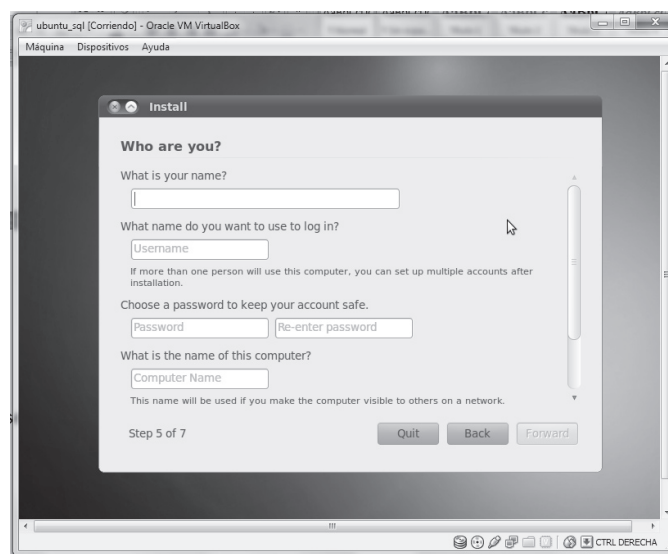 ubuntu_sql [Corriendo] - Oracle VM VirtualBox
Máquina Dispositivos Ayuda
Install
Who are you?
What is your name?
What name do you want to use to log in?
Username
If more than one person will use this computer, you can set up multiple accounts after
installation.
Choose a password to keep your account safe.
Password Re-enter password
What is the name of this computer?
Computer Name
This name will be used if you make the computer visible to others on a network.
Step 5 of 7 Quit Back Forward
CTRL DERECHA